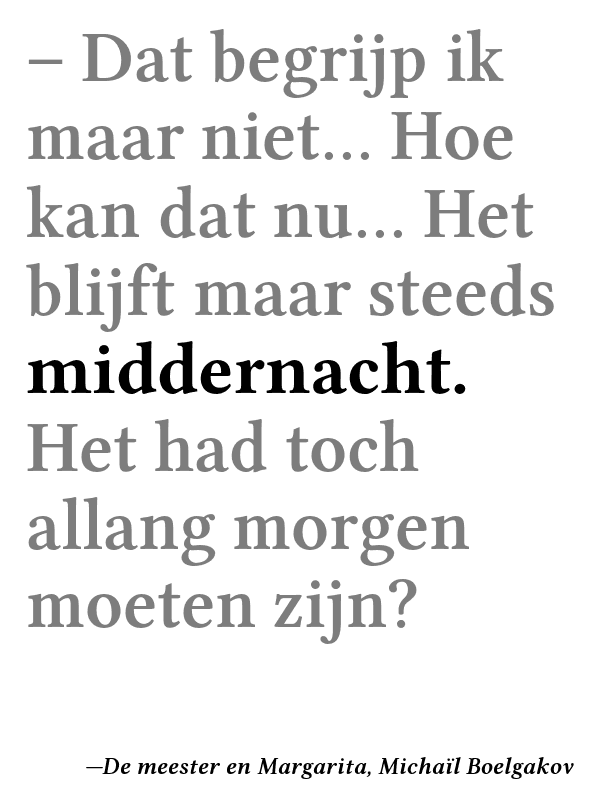 – Dat begrijp ik
maar niet... Hoe
kan dat nu... Het
blijft maar steeds
middernacht.
Het had toch
allang morgen
moeten zijn?
—De meester en Margarita, Michaïl Boelgakov